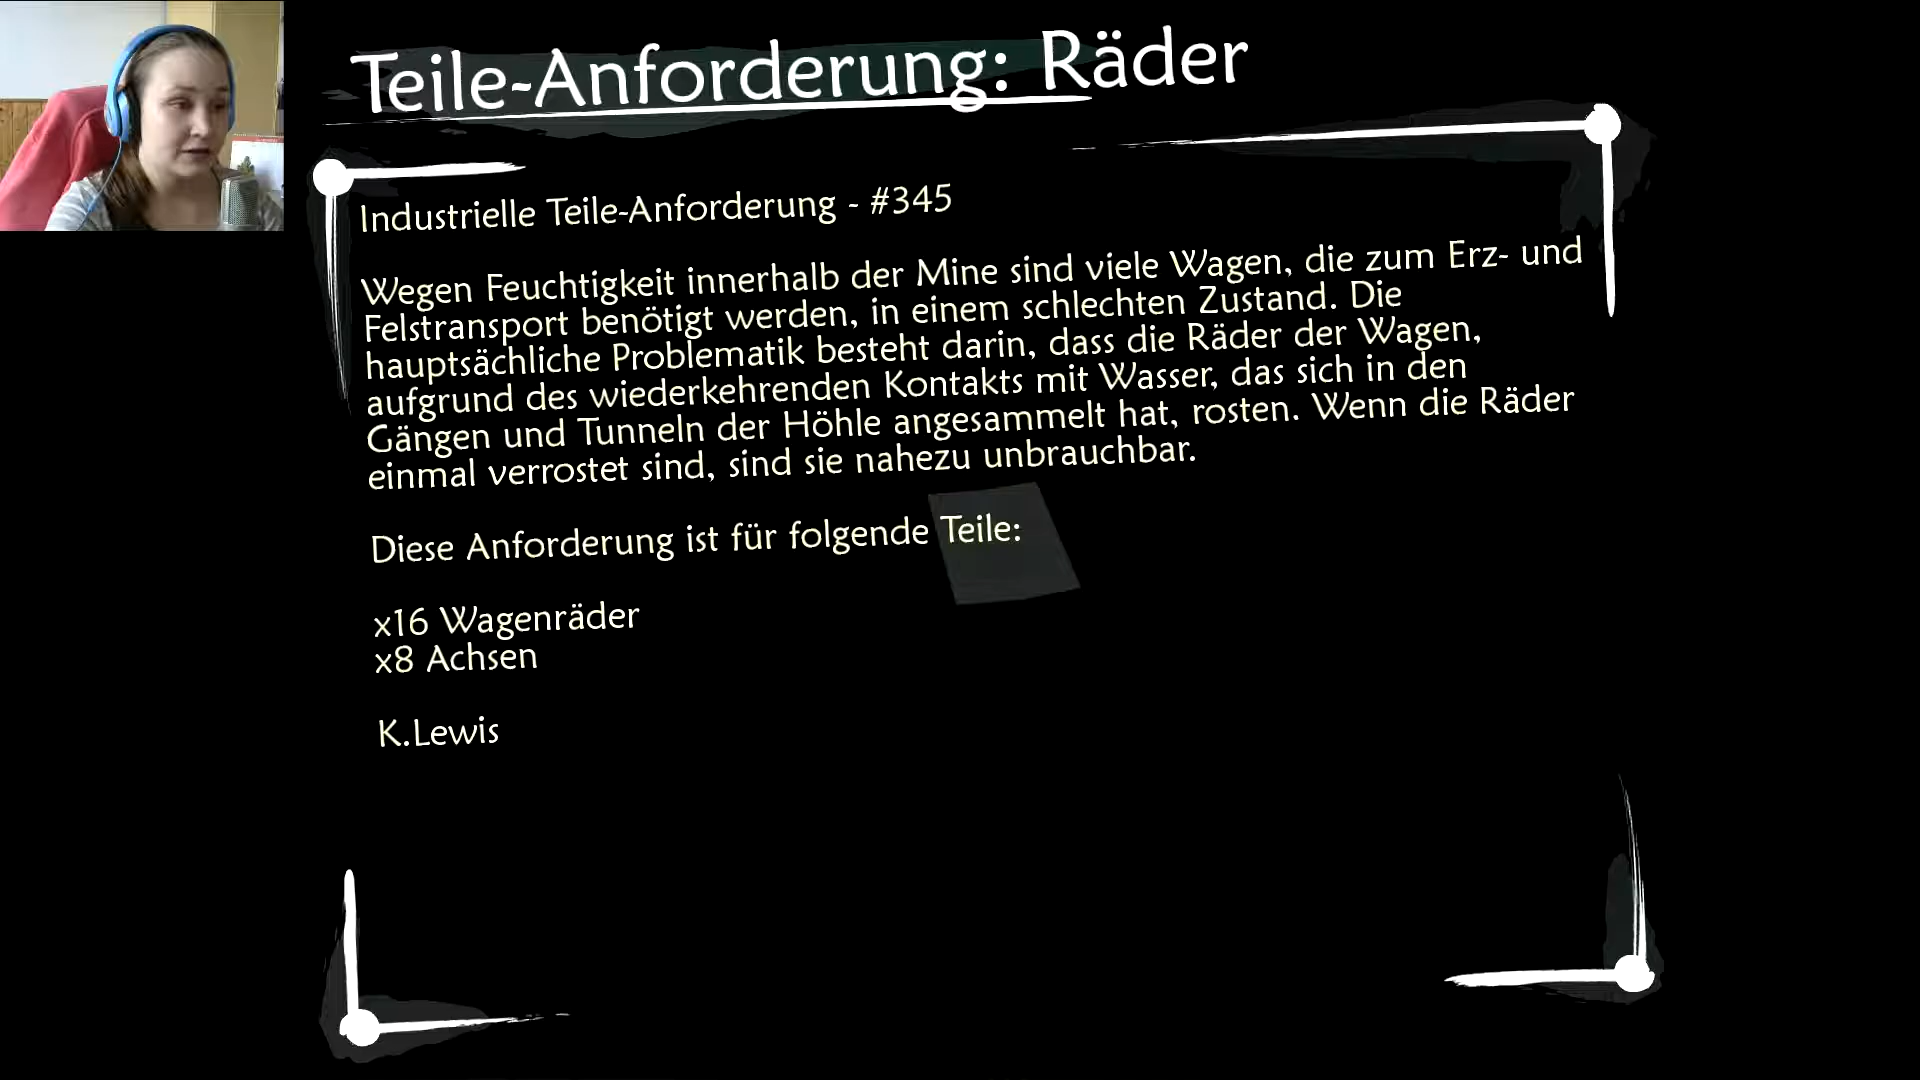 Teile-Anforderung: Räder
Industrielle Teile-Anforderung - #345
Wegen Feuchtigkeit innerhalb der Mine sind viele Wagen, die zum Erz- und
Felstransport benötigt werden, in einem schlechten Zustand. Die
hauptsächliche Problematik besteht darin, dass die Räder der Wagen,
aufgrund des wiederkehrenden Kontakts mit Wasser, das sich in den
Gängen und Tunneln der Höhle angesammelt hat, rosten. Wenn die Räder
einmal verrostet sind, sind sie nahezu unbrauchbar.
Diese Anforderung ist für folgende Teile:
x16 Wagenräder
x8 Achsen
K.Lewis